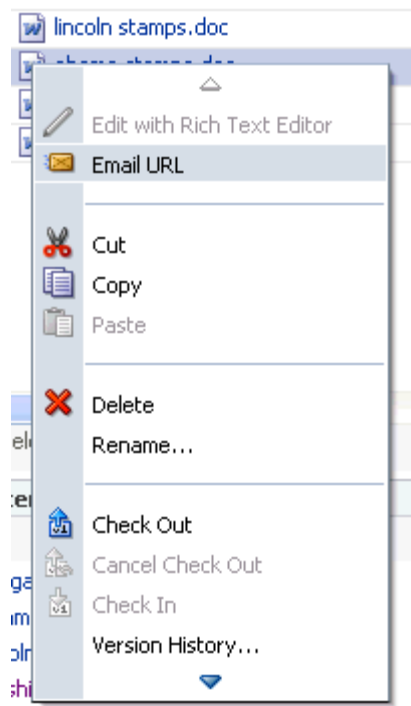 lincoln stamps.doc
Edit with Rich Text Editor
Email URL
Cut
Copy
Paste
Delete
Rename...
Check Out
Cancel Check Out
Check In
Version History...